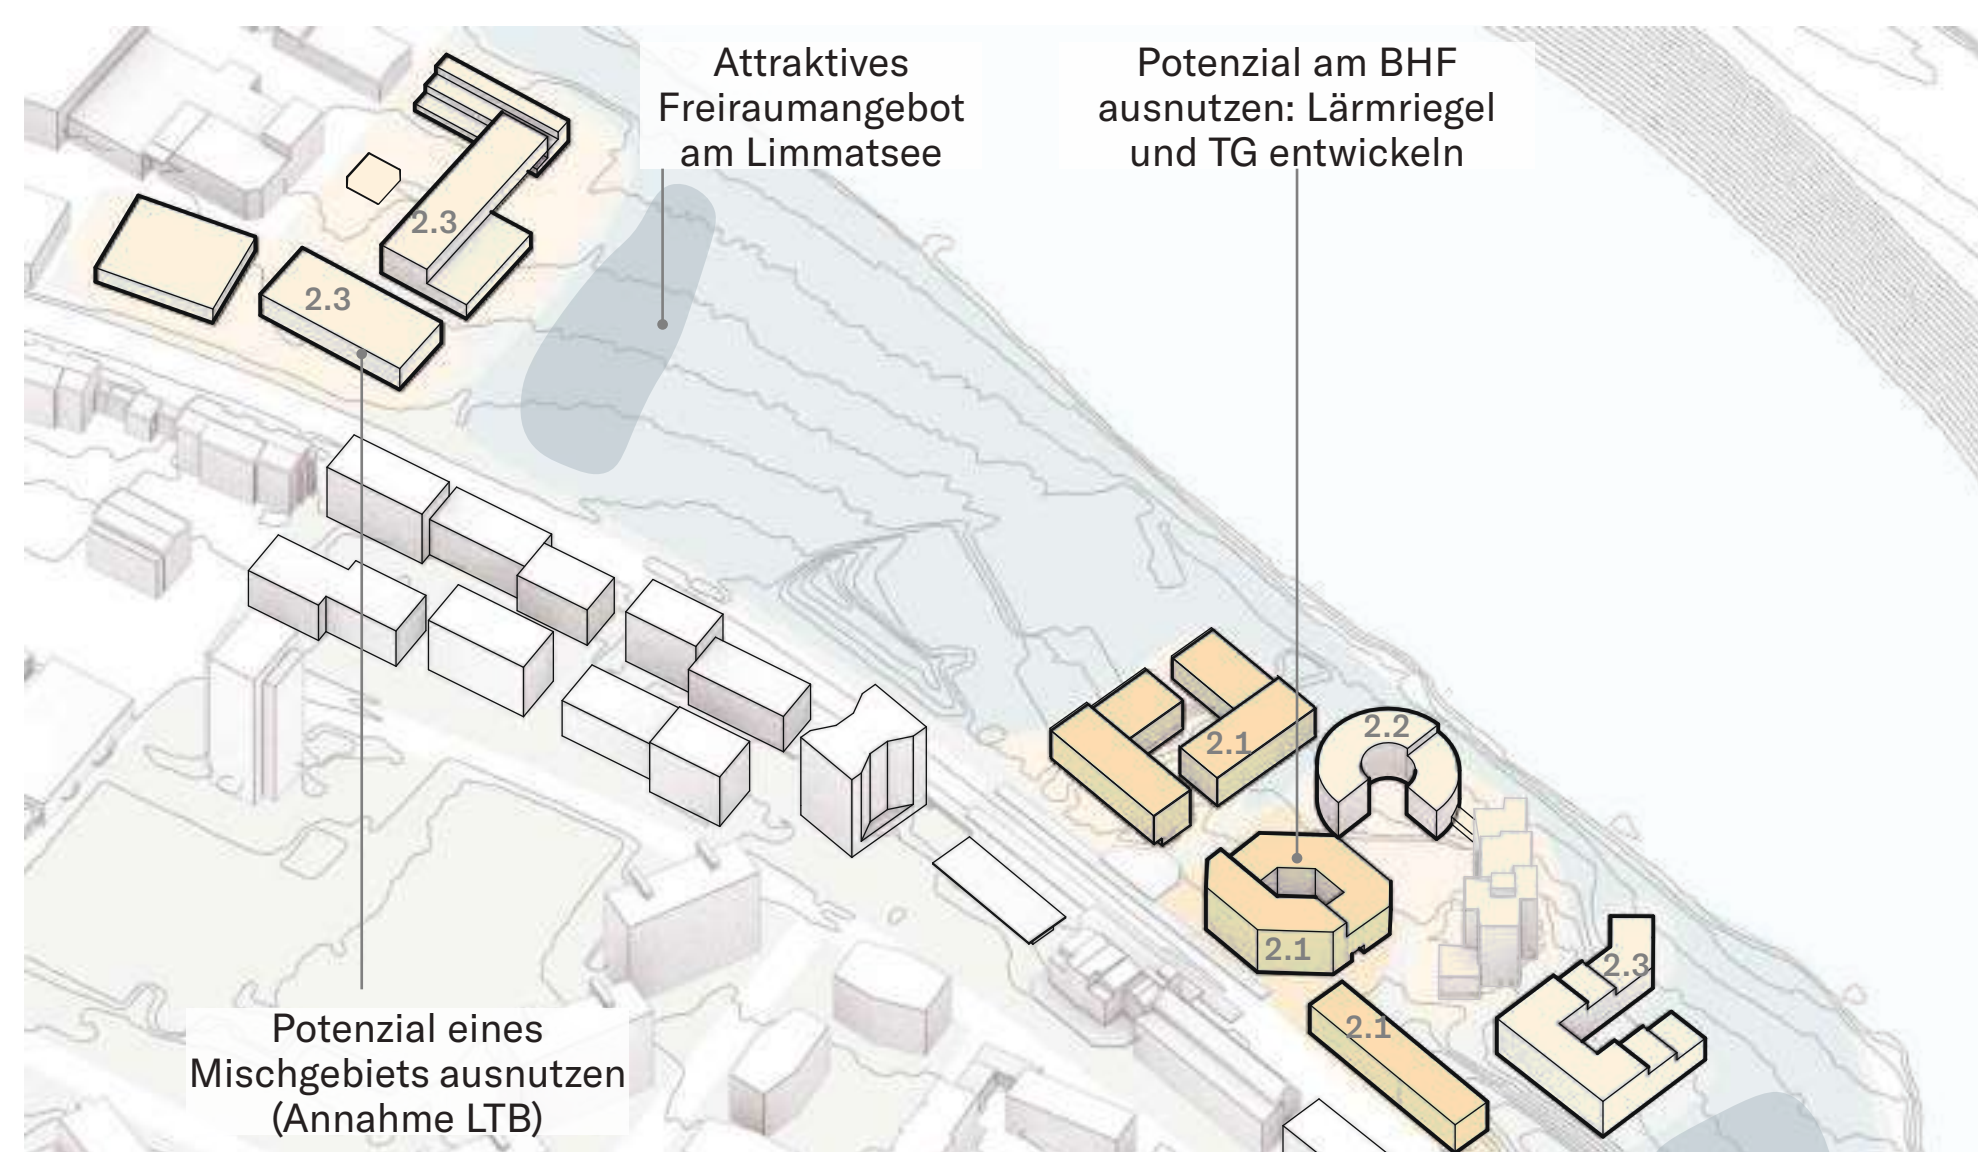 Attraktives
Freiraumangebot
am Limmatsee
Potenzial am BHF
ausnutzen: Lärmriegel
und TG entwickeln
2.3
2.3
2.1
2.2
2.1
2.3
2.1
Potenzial eines
Mischgebiets ausnutzen
(Annahme LTB)